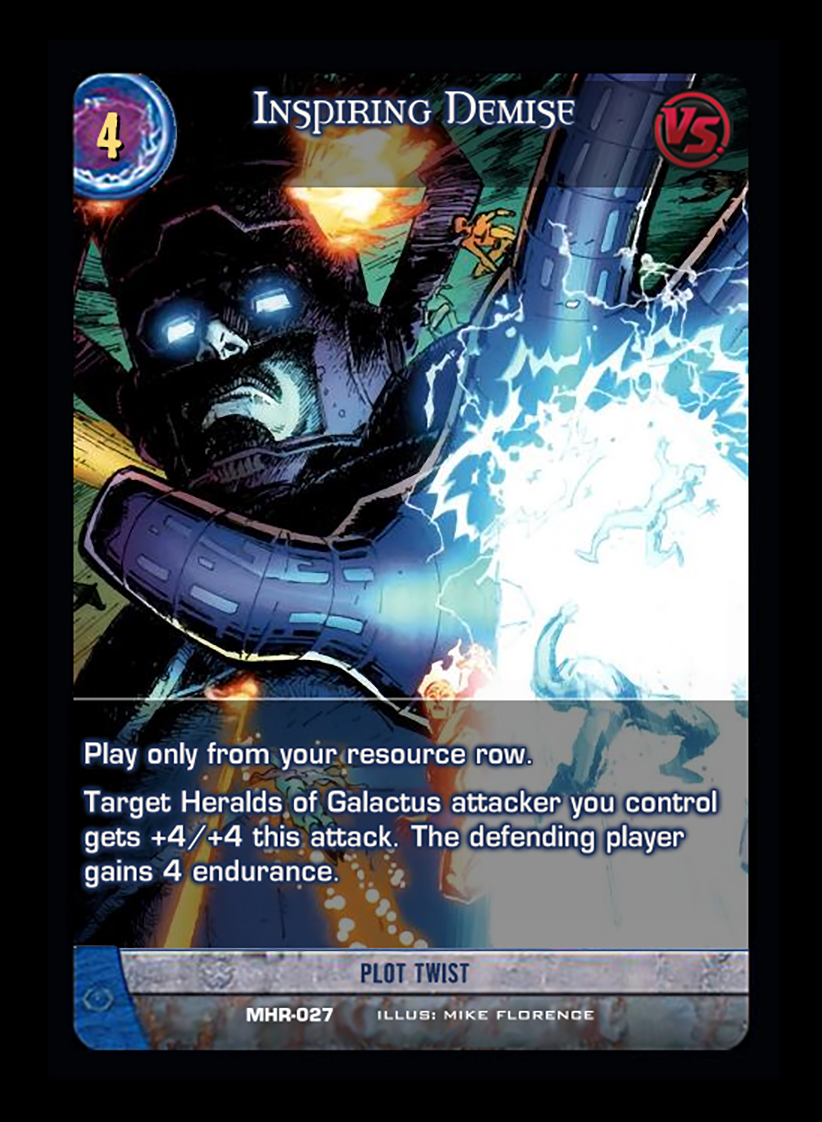 Inspiring Demise
4
VS.
Play only from your resource row.
Target Heralds of Galactus attacker you control
gets +4/+4 this attack. The defending player
gains 4 endurance.
PLOT TWIST
MHR-027 ILLUS: MIKE FLORENCE